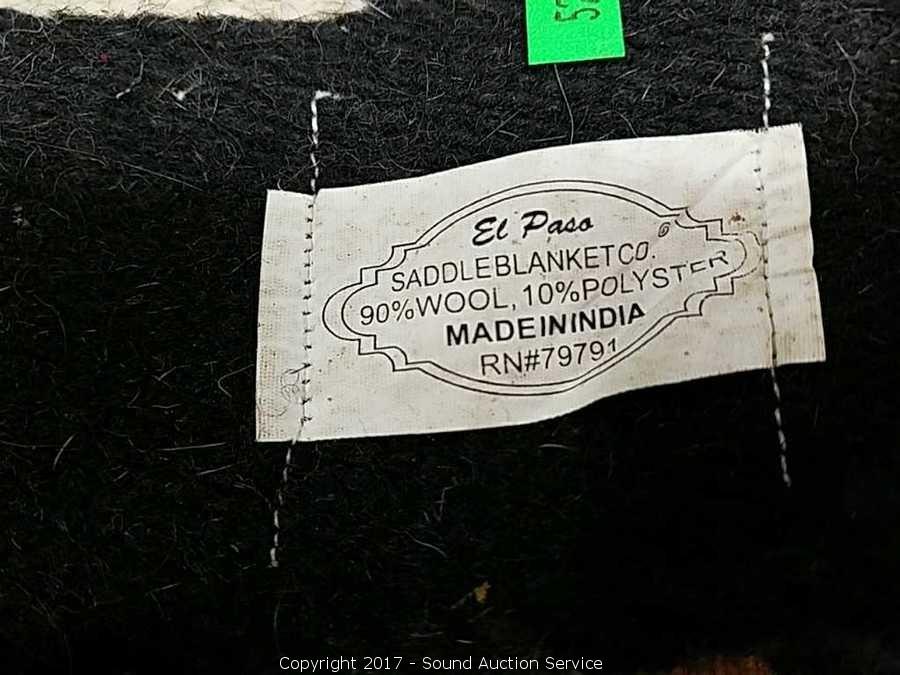 El Paso
SADDLEBLANKETCO.
90%WOOL, 10%POLYSTER
MADEININDIA
RN#79791
Copyright 2017 - Sound Auction Service